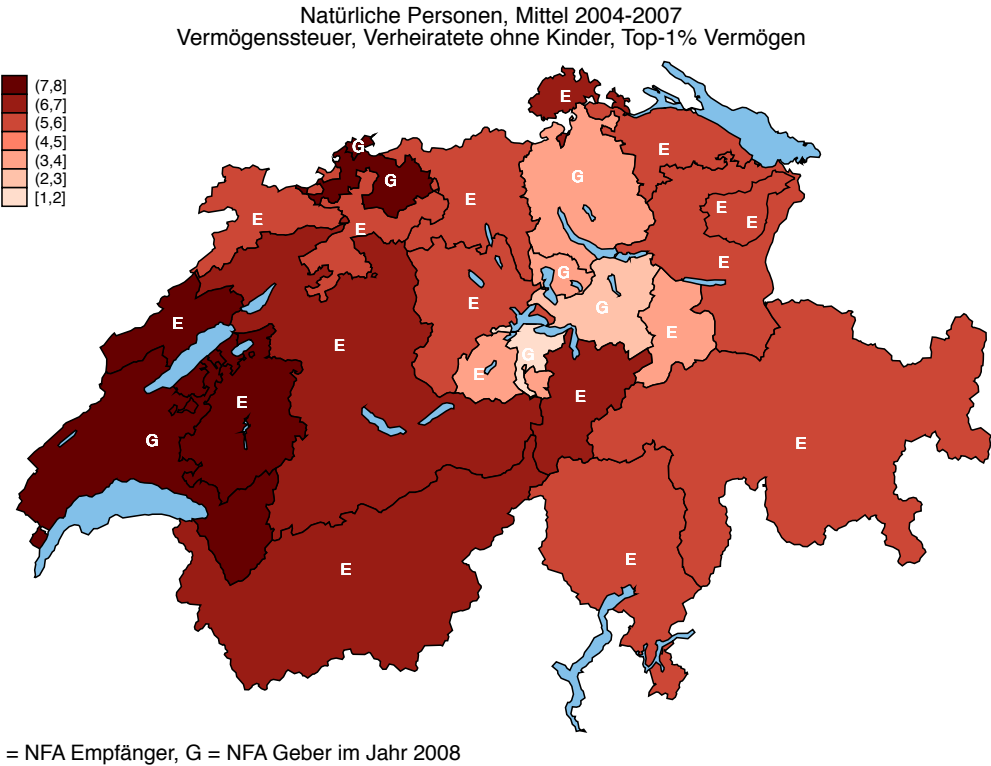 Natürliche Personen, Mittel 2004-2007
Vermögenssteuer, Verheiratete ohne Kinder, Top-1% Vermögen
(7,8]
(6,7]
(5,6]
(4,5]
(3,4]
(2,3]
[1,2]
E
G
E
G
G
E
E
E
E
E
E
E
G
G
E
E
E
E
G
E
E
E
G
E
E
E
= NFA Empfänger, G = NFA Geber im Jahr 2008